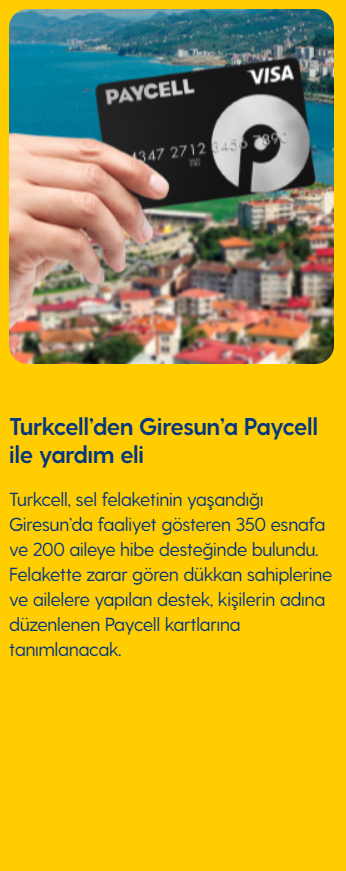 PAYCELL
VISA
4347 2712 3456 7890
Turkcell’den Giresun’a Paycell
ile yardım eli
Turkcell, sel felaketinin yaşandığı
Giresun’da faaliyet gösteren 350 esnafa
ve 200 aileye hibe desteğinde bulundu.
Felakette zarar gören dükkan sahiplerine
ve ailelere yapılan destek, kişilerin adına
düzenlenen Paycell kartlarına
tanımlanacak.